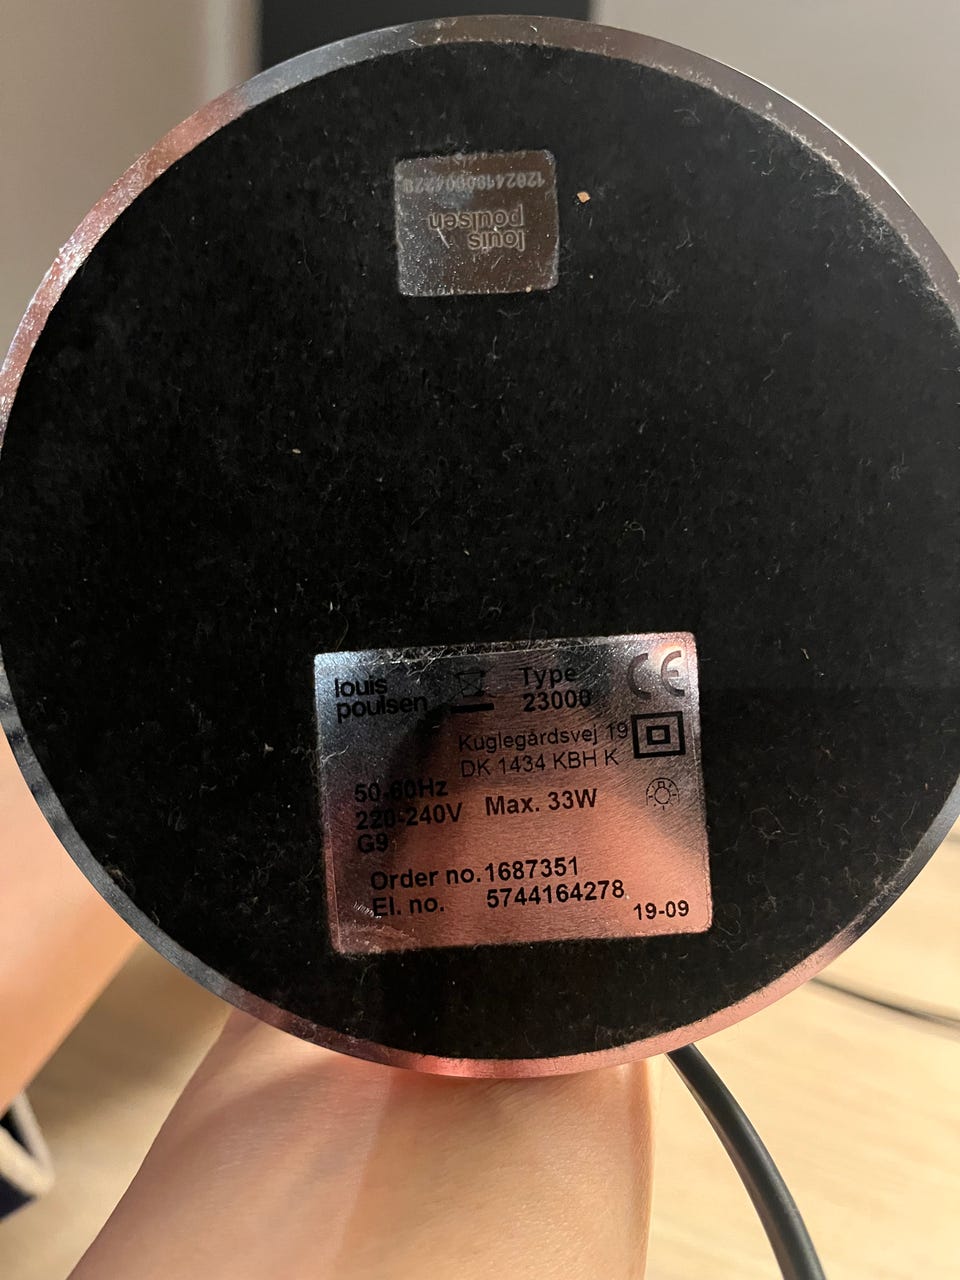 louis
poulsen
Type
23000
CE
Kuglegårdsvej 19
DK 1434 KBH K
50-60Hz
220-240V Max. 33W
G9
Order no. 1687351
El. no. 5744164278
19-09
louis
poulsen